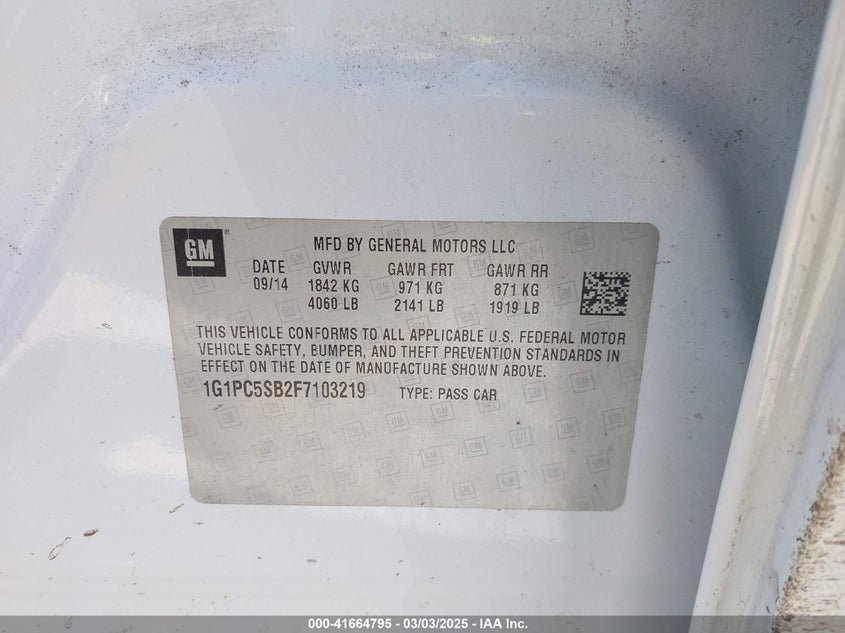 GM
MFD BY GENERAL MOTORS LLC
DATE GVWR GAWR FRT GAWR RR
09/14 1842 KG 971 KG 871 KG
4060 LB 2141 LB 1919 LB
THIS VEHICLE CONFORMS TO ALL APPLICABLE U.S. FEDERAL MOTOR
VEHICLE SAFETY, BUMPER, AND THEFT PREVENTION STANDARDS IN
EFFECT ON THE DATE OF MANUFACTURE SHOWN ABOVE.
1G1PC5SB2F7103219 TYPE: PASS CAR
000-41664795 - 03/03/2025 - IAA Inc.